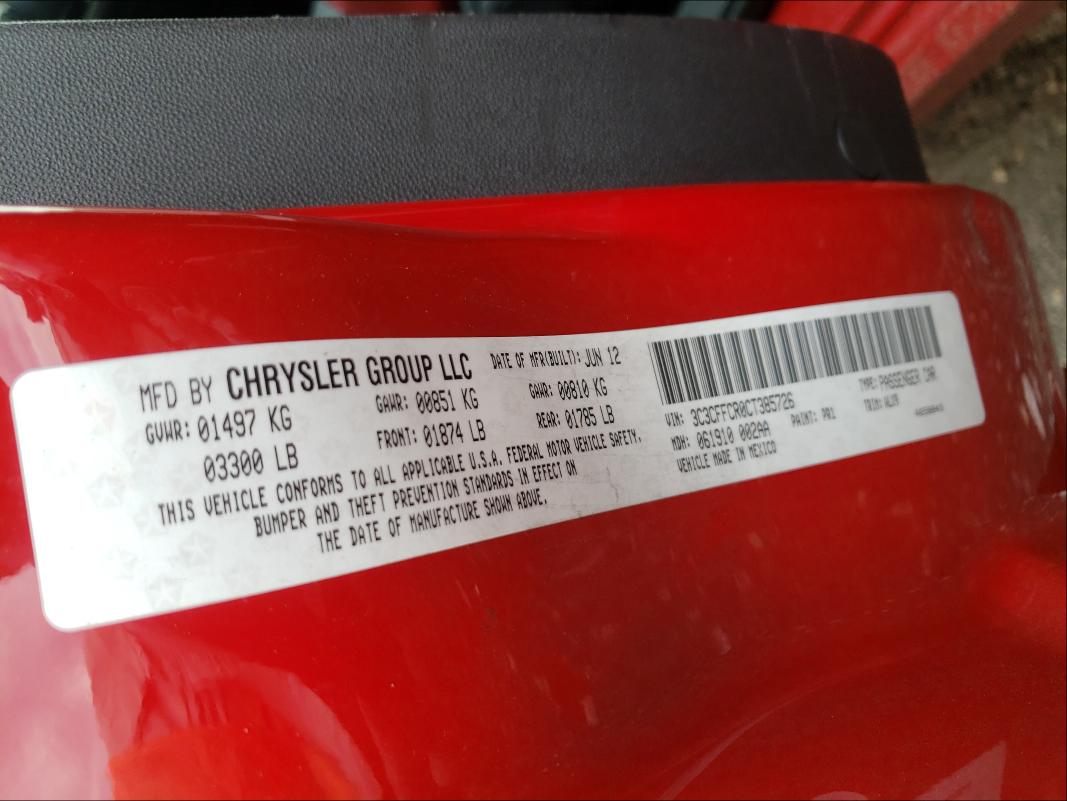 MFD BY CHRYSLER GROUP LLC DATE OF MFR(BUILT): JUN 12
GVWR: 01497 KG GAWR: 00851 KG GAWR: 00810 KG
03300 LB FRONT: 01874 LB REAR: 01785 LB
THIS VEHICLE CONFORMS TO ALL APPLICABLE U.S.A. FEDERAL MOTOR VEHICLE SAFETY,
BUMPER AND THEFT PREVENTION STANDARDS IN EFFECT ON
THE DATE OF MANUFACTURE SHOWN ABOVE.
VIN: 3C3CFFCR0CT385726 TYPE: PASSENGER CAR
MDH: 061910 002AA PAINT: PR1 TRIM:
VEHICLE MADE IN MEXICO